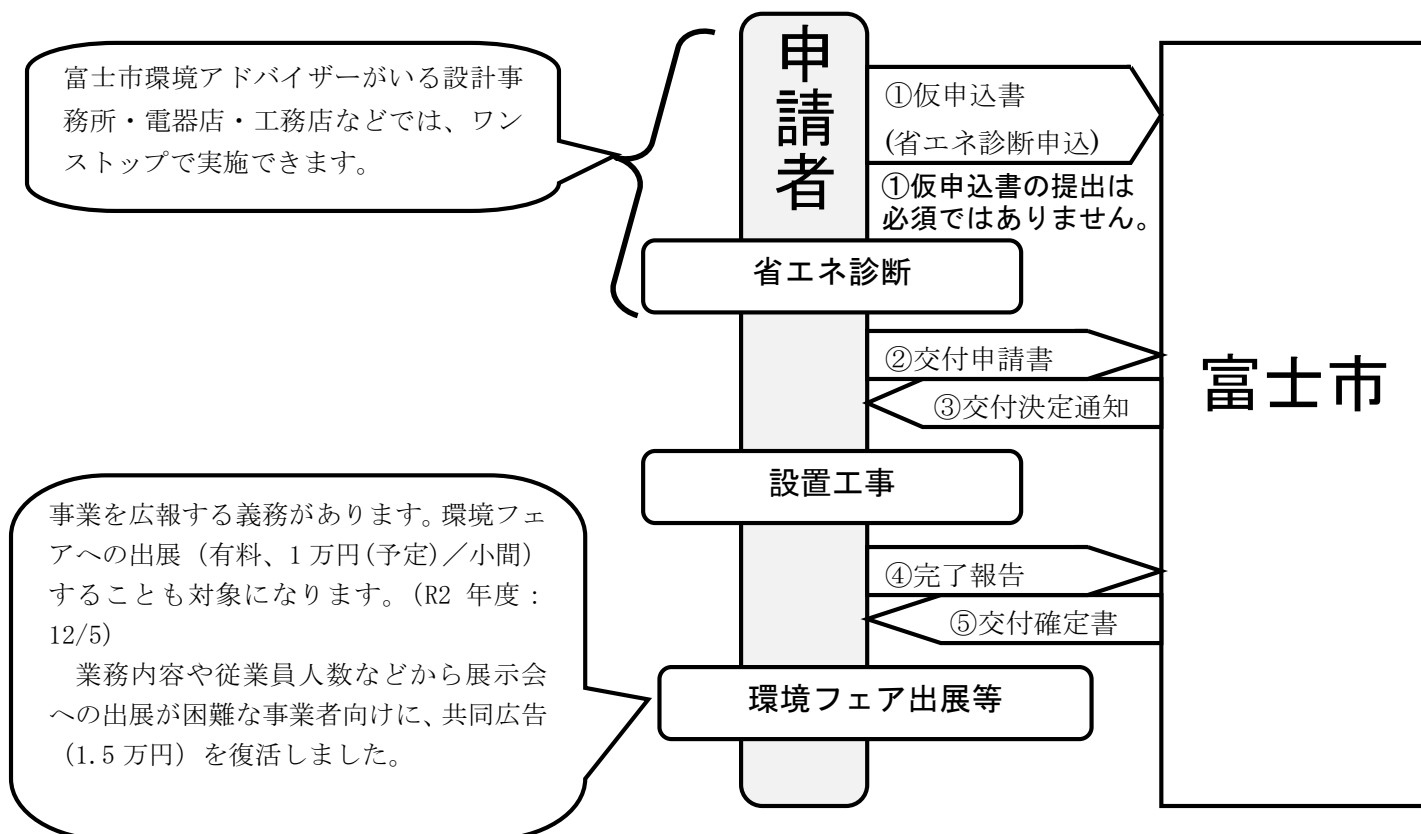 富士市環境アドバイザーがいる設計事
務所・電器店・工務店などでは、ワン
ストップで実施できます。
申請者
①仮申込書
(省エネ診断申込)
①仮申込書の提出は
必須ではありません。
省エネ診断
②交付申請書
③交付決定通知
富士市
設置工事
事業を広報する義務があります。環境フェ
アへの出展（有料、1 万円(予定)／小間）
することも対象になります。（R2 年度：
12/5)
業務内容や従業員人数などから展示会
への出展が困難な事業者向けに、共同広告
（1.5 万円）を復活しました。
④完了報告
⑤交付確定書
環境フェア出展等